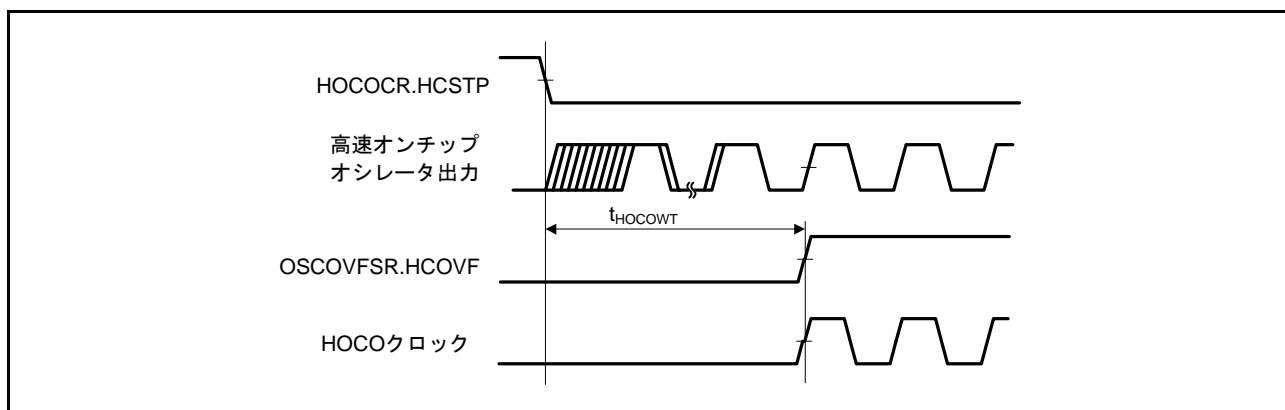 HOCOCR.HCSTP
高速オンチップ
オシレータ出力
tHOCOWT
OSCOVFSR.HCOVF
HOCOクロック